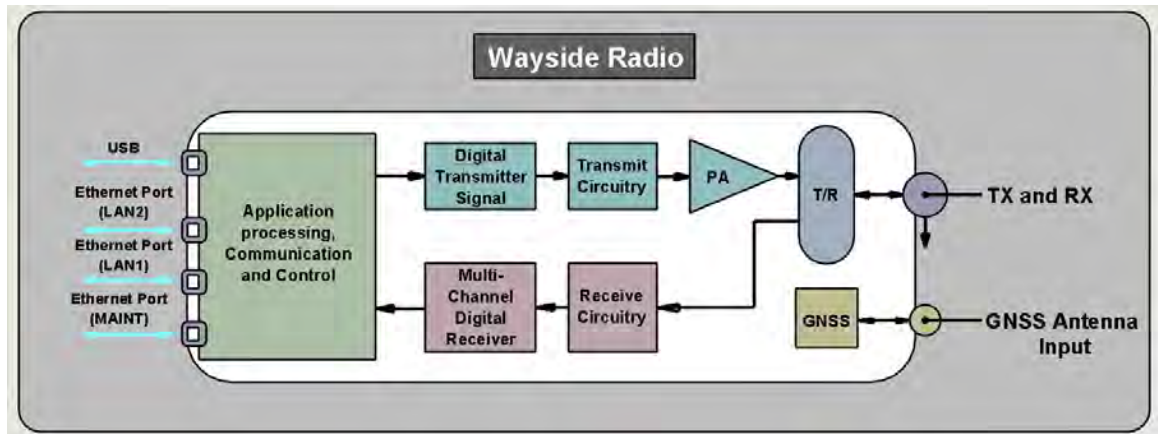 Wayside Radio
USB
Ethernet Port
(LAN2)
Ethernet Port
(LAN1)
Ethernet Port
(MAINT)
Application
processing,
Communication
and Control
Digital
Transmitter
Signal
Transmit
Circuitry
PA
T/R
TX and RX
Multi-
Channel
Digital
Receiver
Receive
Circuitry
GNSS
GNSS Antenna
Input